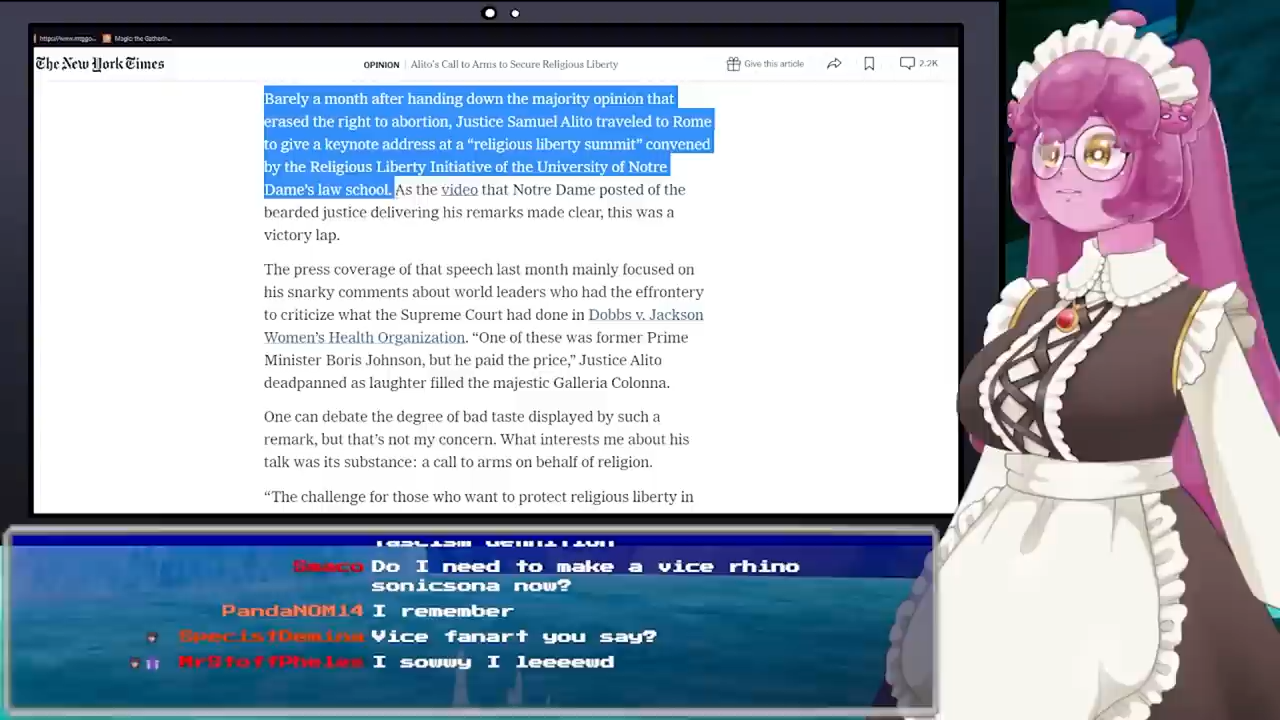 https://www.mtggo... Magic: the Gatherin...
The New York Times
OPINION | Alito's Call to Arms to Secure Religious Liberty
Give this article
2.2K
Barely a month after handing down the majority opinion that
erased the right to abortion, Justice Samuel Alito traveled to Rome
to give a keynote address at a “religious liberty summit” convened
by the Religious Liberty Initiative of the University of Notre
Dame's law school. As the video that Notre Dame posted of the
bearded justice delivering his remarks made clear, this was a
victory lap.
The press coverage of that speech last month mainly focused on
his snarky comments about world leaders who had the effrontery
to criticize what the Supreme Court had done in Dobbs v. Jackson
Women's Health Organization. “One of these was former Prime
Minister Boris Johnson, but he paid the price,” Justice Alito
deadpanned as laughter filled the majestic Galleria Colonna.
One can debate the degree of bad taste displayed by such a
remark, but that's not my concern. What interests me about his
talk was its substance: a call to arms on behalf of religion.
“The challenge for those who want to protect religious liberty in
fascism definition
Do I need to make a vice rhino
sonicsona now?
PandaNOM14 I remember
SpecistDemina Vice fanart you say?
MrStoffPheles I sowwy I leeeewd